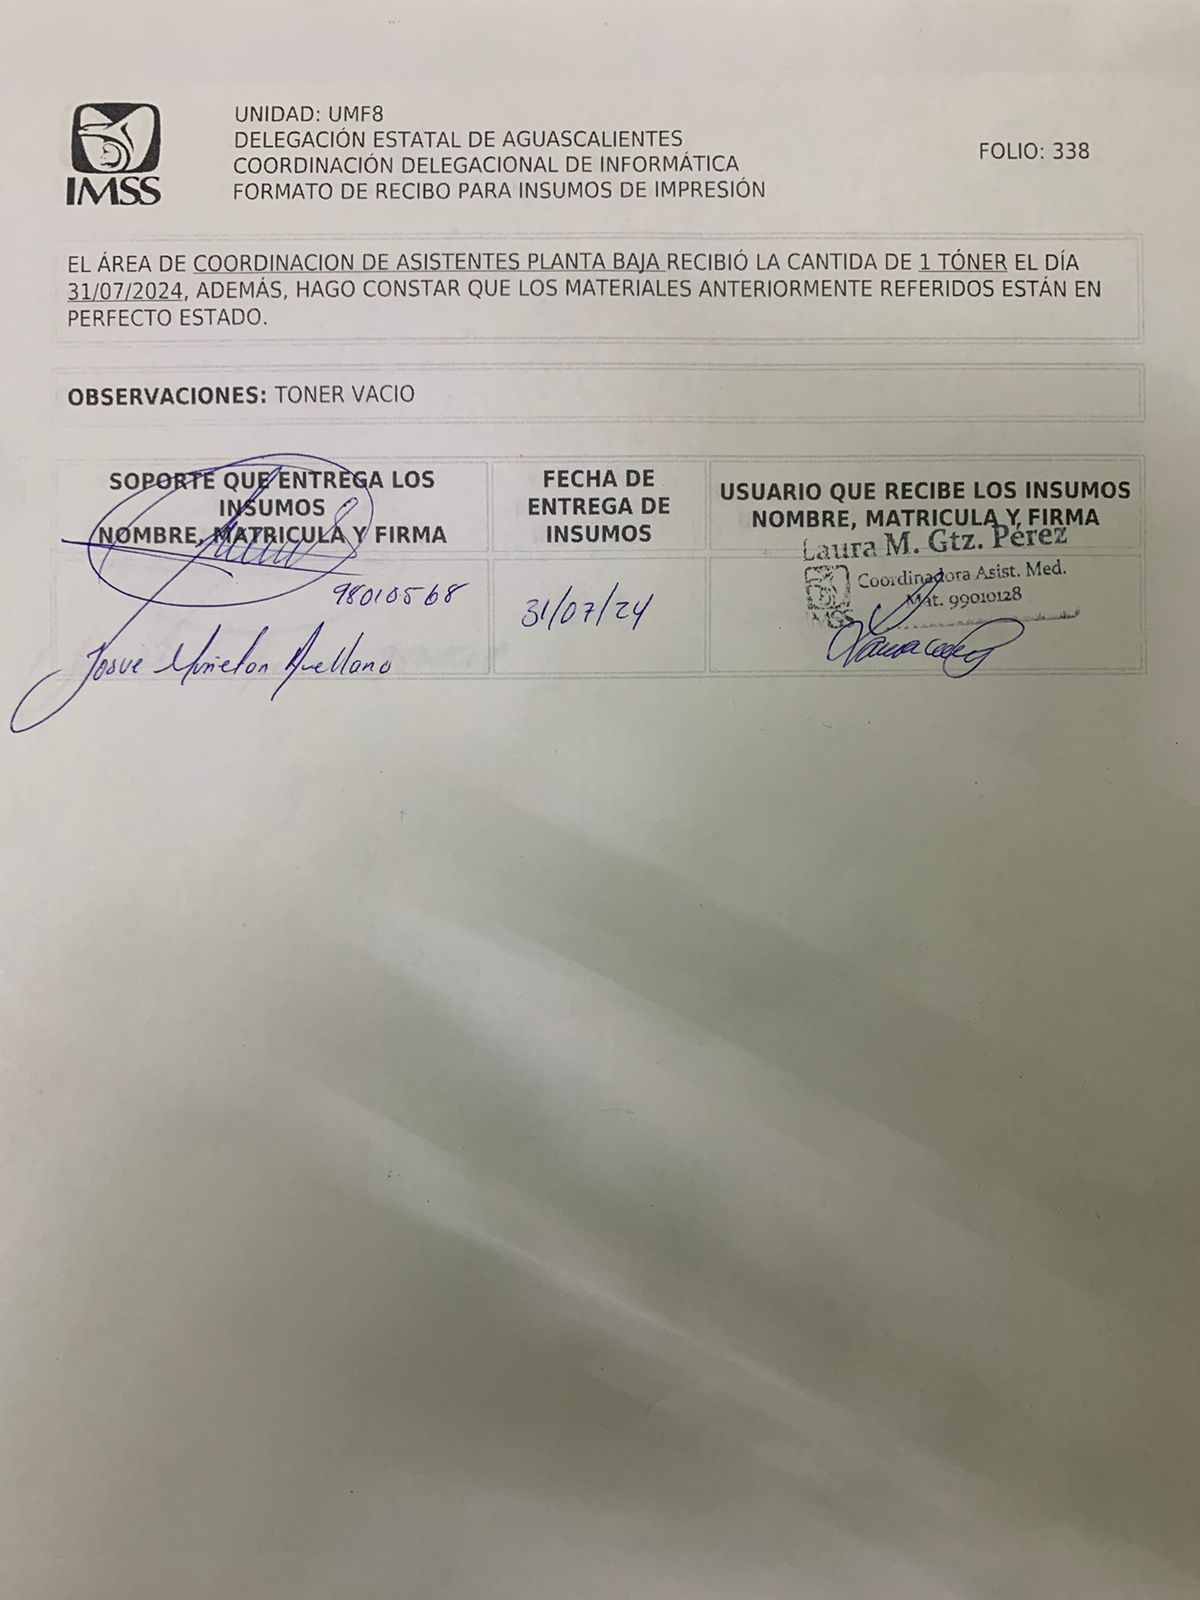 IMSS
UNIDAD: UMF8
DELEGACIÓN ESTATAL DE AGUASCALIENTES
COORDINACIÓN DELEGACIONAL DE INFORMÁTICA
FORMATO DE RECIBO PARA INSUMOS DE IMPRESIÓN
FOLIO: 338
EL ÁREA DE COORDINACION DE ASISTENTES PLANTA BAJA RECIBIÓ LA CANTIDA DE 1 TÓNER EL DÍA
31/07/2024, ADEMÁS, HAGO CONSTAR QUE LOS MATERIALES ANTERIORMENTE REFERIDOS ESTÁN EN
PERFECTO ESTADO.
OBSERVACIONES: TONER VACIO
SOPORTE QUE ENTREGA LOS
INSUMOS
NOMBRE, MATRICULA Y FIRMA
FECHA DE
ENTREGA DE
INSUMOS
USUARIO QUE RECIBE LOS INSUMOS
NOMBRE, MATRICULA Y FIRMA
98010568
Josue Muñeton Avellano
31/07/24
Laura M. Gtz. Pérez
Coordinadora Asist. Med.
Mat. 99010128
IMSS